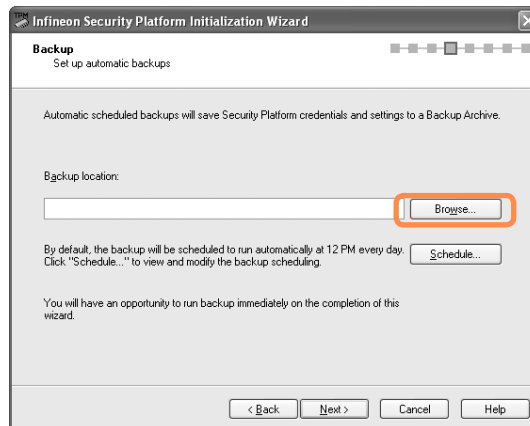 TPM
Infineon Security Platform Initialization Wizard
Backup
Set up automatic backups
Automatic scheduled backups will save Security Platform credentials and settings to a Backup Archive.
Backup location:
Browse...
By default, the backup will be scheduled to run automatically at 12 PM every day.
Click "Schedule..." to view and modify the backup scheduling.
Schedule...
You will have an opportunity to run backup immediately on the completion of this
wizard.
< Back
Next >
Cancel
Help